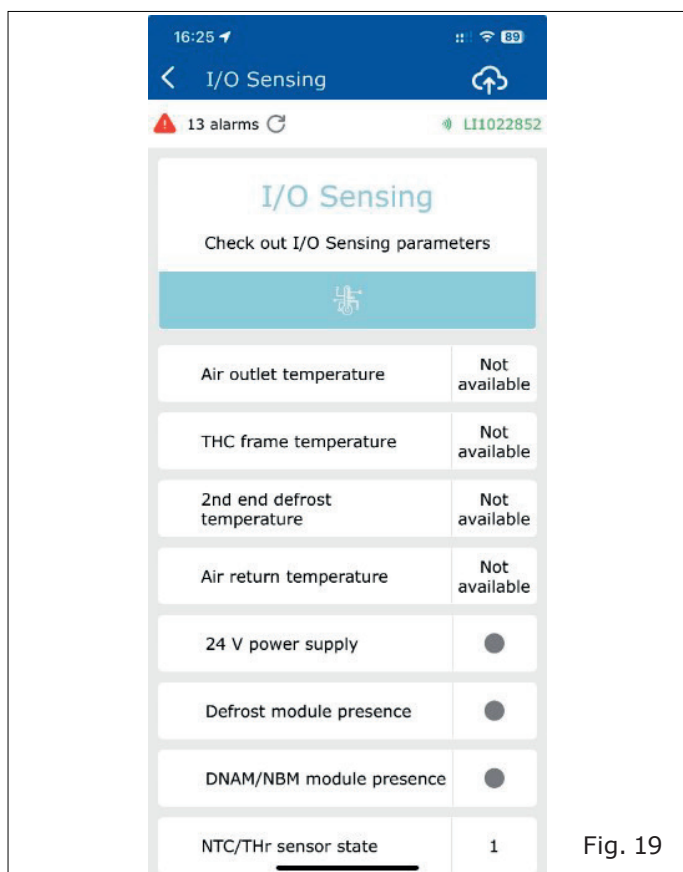 16:25
89
I/O Sensing
13 alarms
LI1022852
I/O Sensing
Check out I/O Sensing parameters
Air outlet temperature
Not
available
THC frame temperature
Not
available
2nd end defrost
temperature
Not
available
Air return temperature
Not
available
24 V power supply
Defrost module presence
DNAM/NBM module presence
NTC/THr sensor state
1
Fig. 19